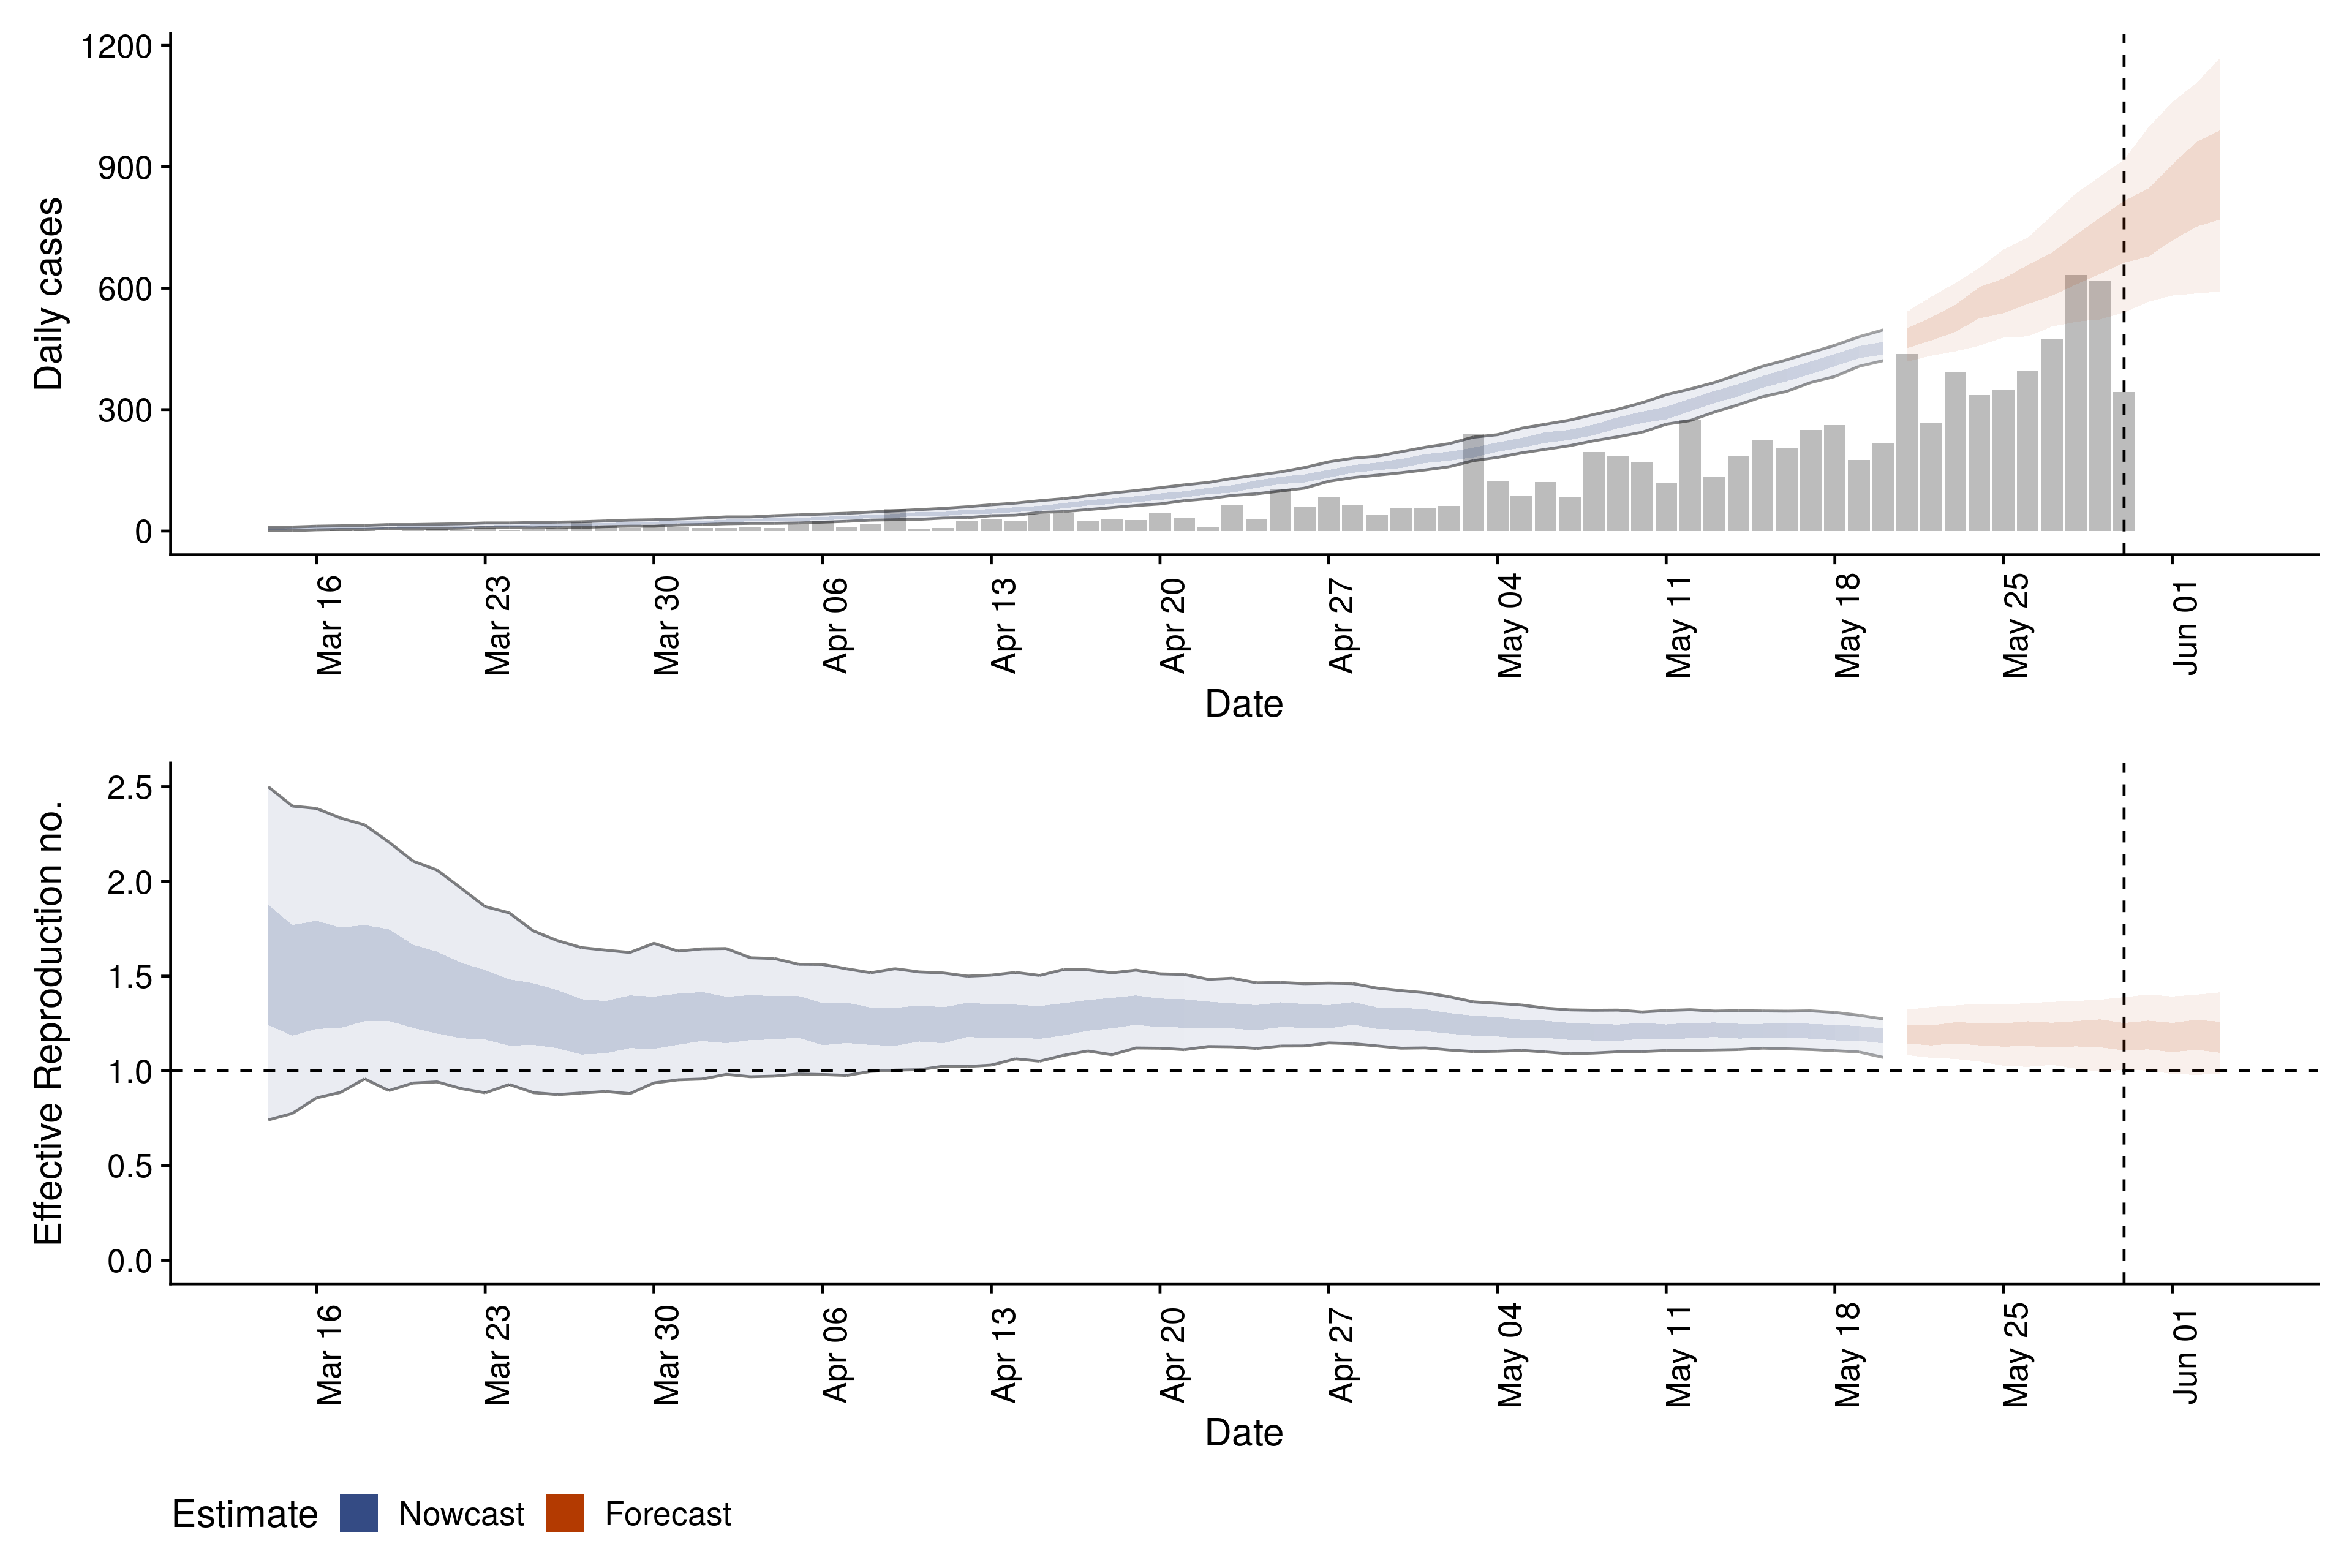 1200
900
600
300
0
Daily cases
Mar 16
Mar 23
Mar 30
Apr 06
Apr 13
Apr 20
Apr 27
May 04
May 11
May 18
May 25
Jun 01
Date
2.5
2.0
1.5
1.0
0.5
0.0
Effective Reproduction no.
Mar 16
Mar 23
Mar 30
Apr 06
Apr 13
Apr 20
Apr 27
May 04
May 11
May 18
May 25
Jun 01
Date
Estimate Nowcast Forecast